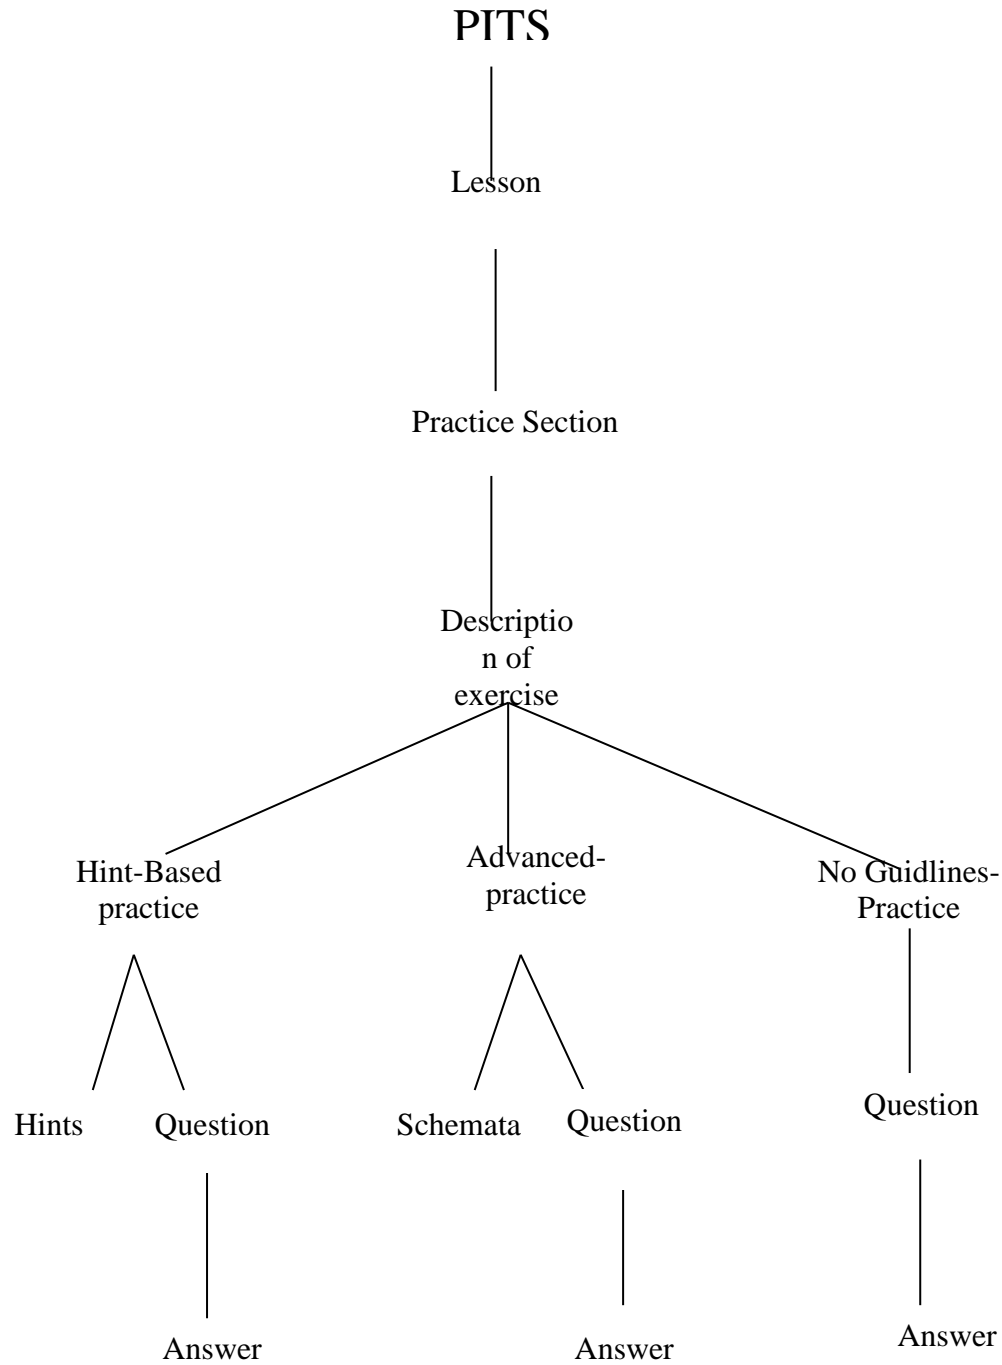 PITS
Lesson
Practice Section
Descriptio
n of
exercise
Hint-Based
practice
Advanced-
practice
No Guidlines-
Practice
Hints
Question
Schemata
Question
Question
Answer
Answer
Answer